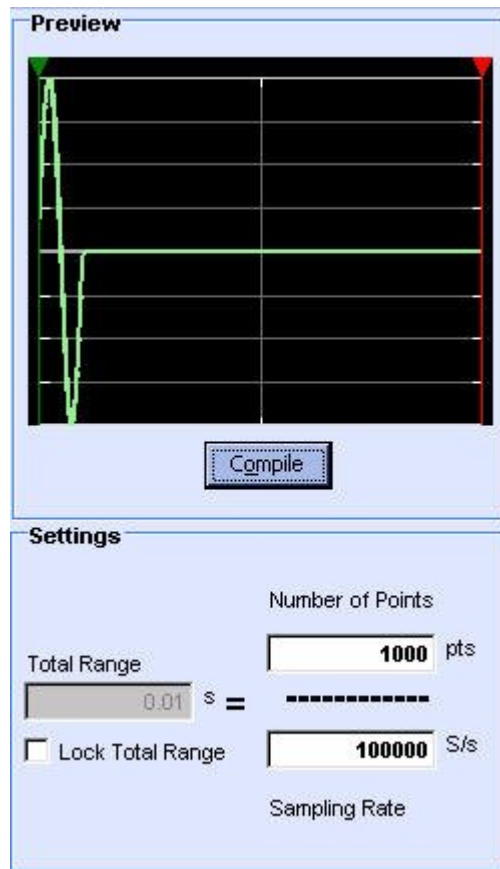 Preview
Compile
Settings
Number of Points
1000 pts
Total Range
0.01 s =
------------
Lock Total Range
100000 S/s
Sampling Rate